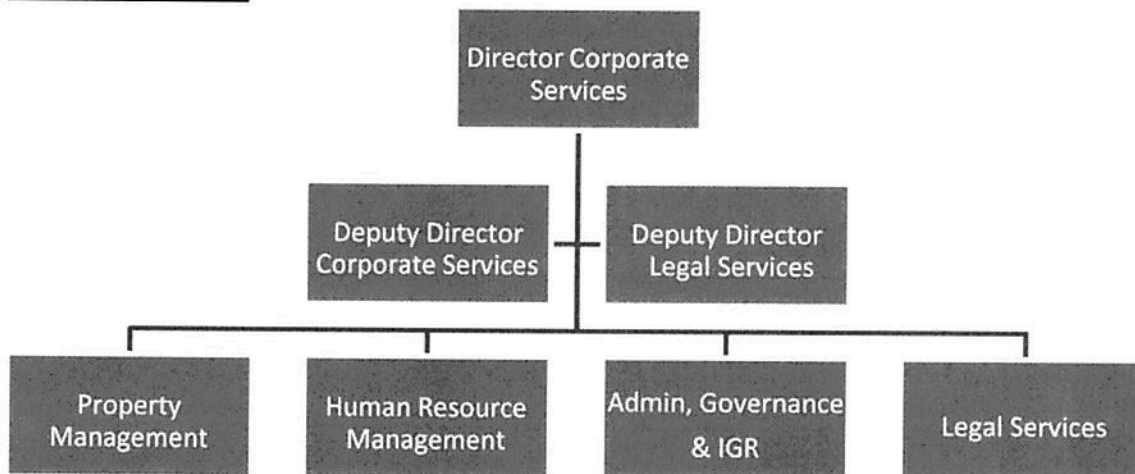 Director Corporate
Services
Deputy Director
Corporate Services
Deputy Director
Legal Services
Property
Management
Human Resource
Management
Admin, Governance
& IGR
Legal Services